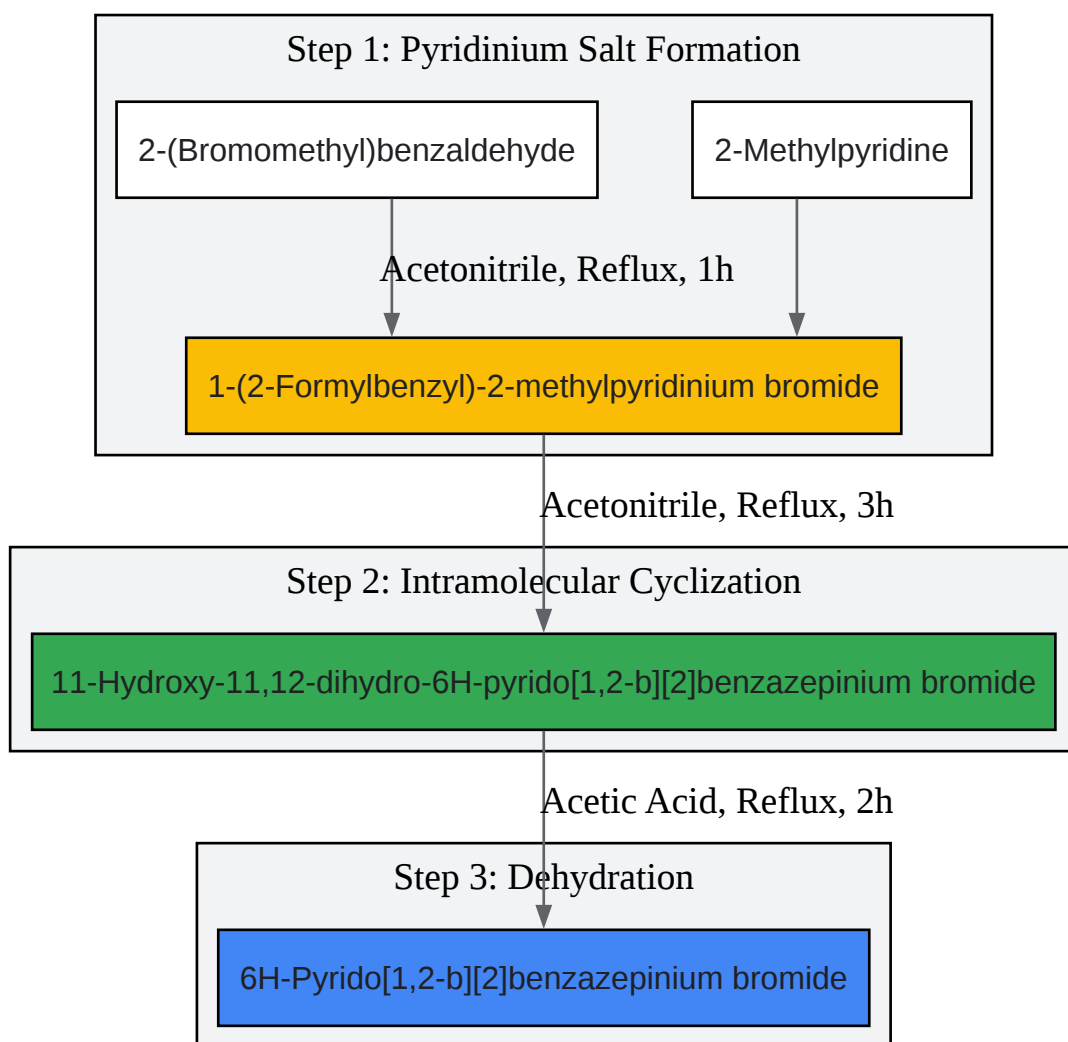 Step 1: Pyridinium Salt Formation
2-(Bromomethyl)benzaldehyde
2-Methylpyridine
Acetonitrile, Reflux, 1h
1-(2-Formylbenzyl)-2-methylpyridinium bromide
Acetonitrile, Reflux, 3h
Step 2: Intramolecular Cyclization
11-Hydroxy-11,12-dihydro-6H-pyrido[1,2-b][2]benzazepinium bromide
Acetic Acid, Reflux, 2h
Step 3: Dehydration
6H-Pyrido[1,2-b][2]benzazepinium bromide